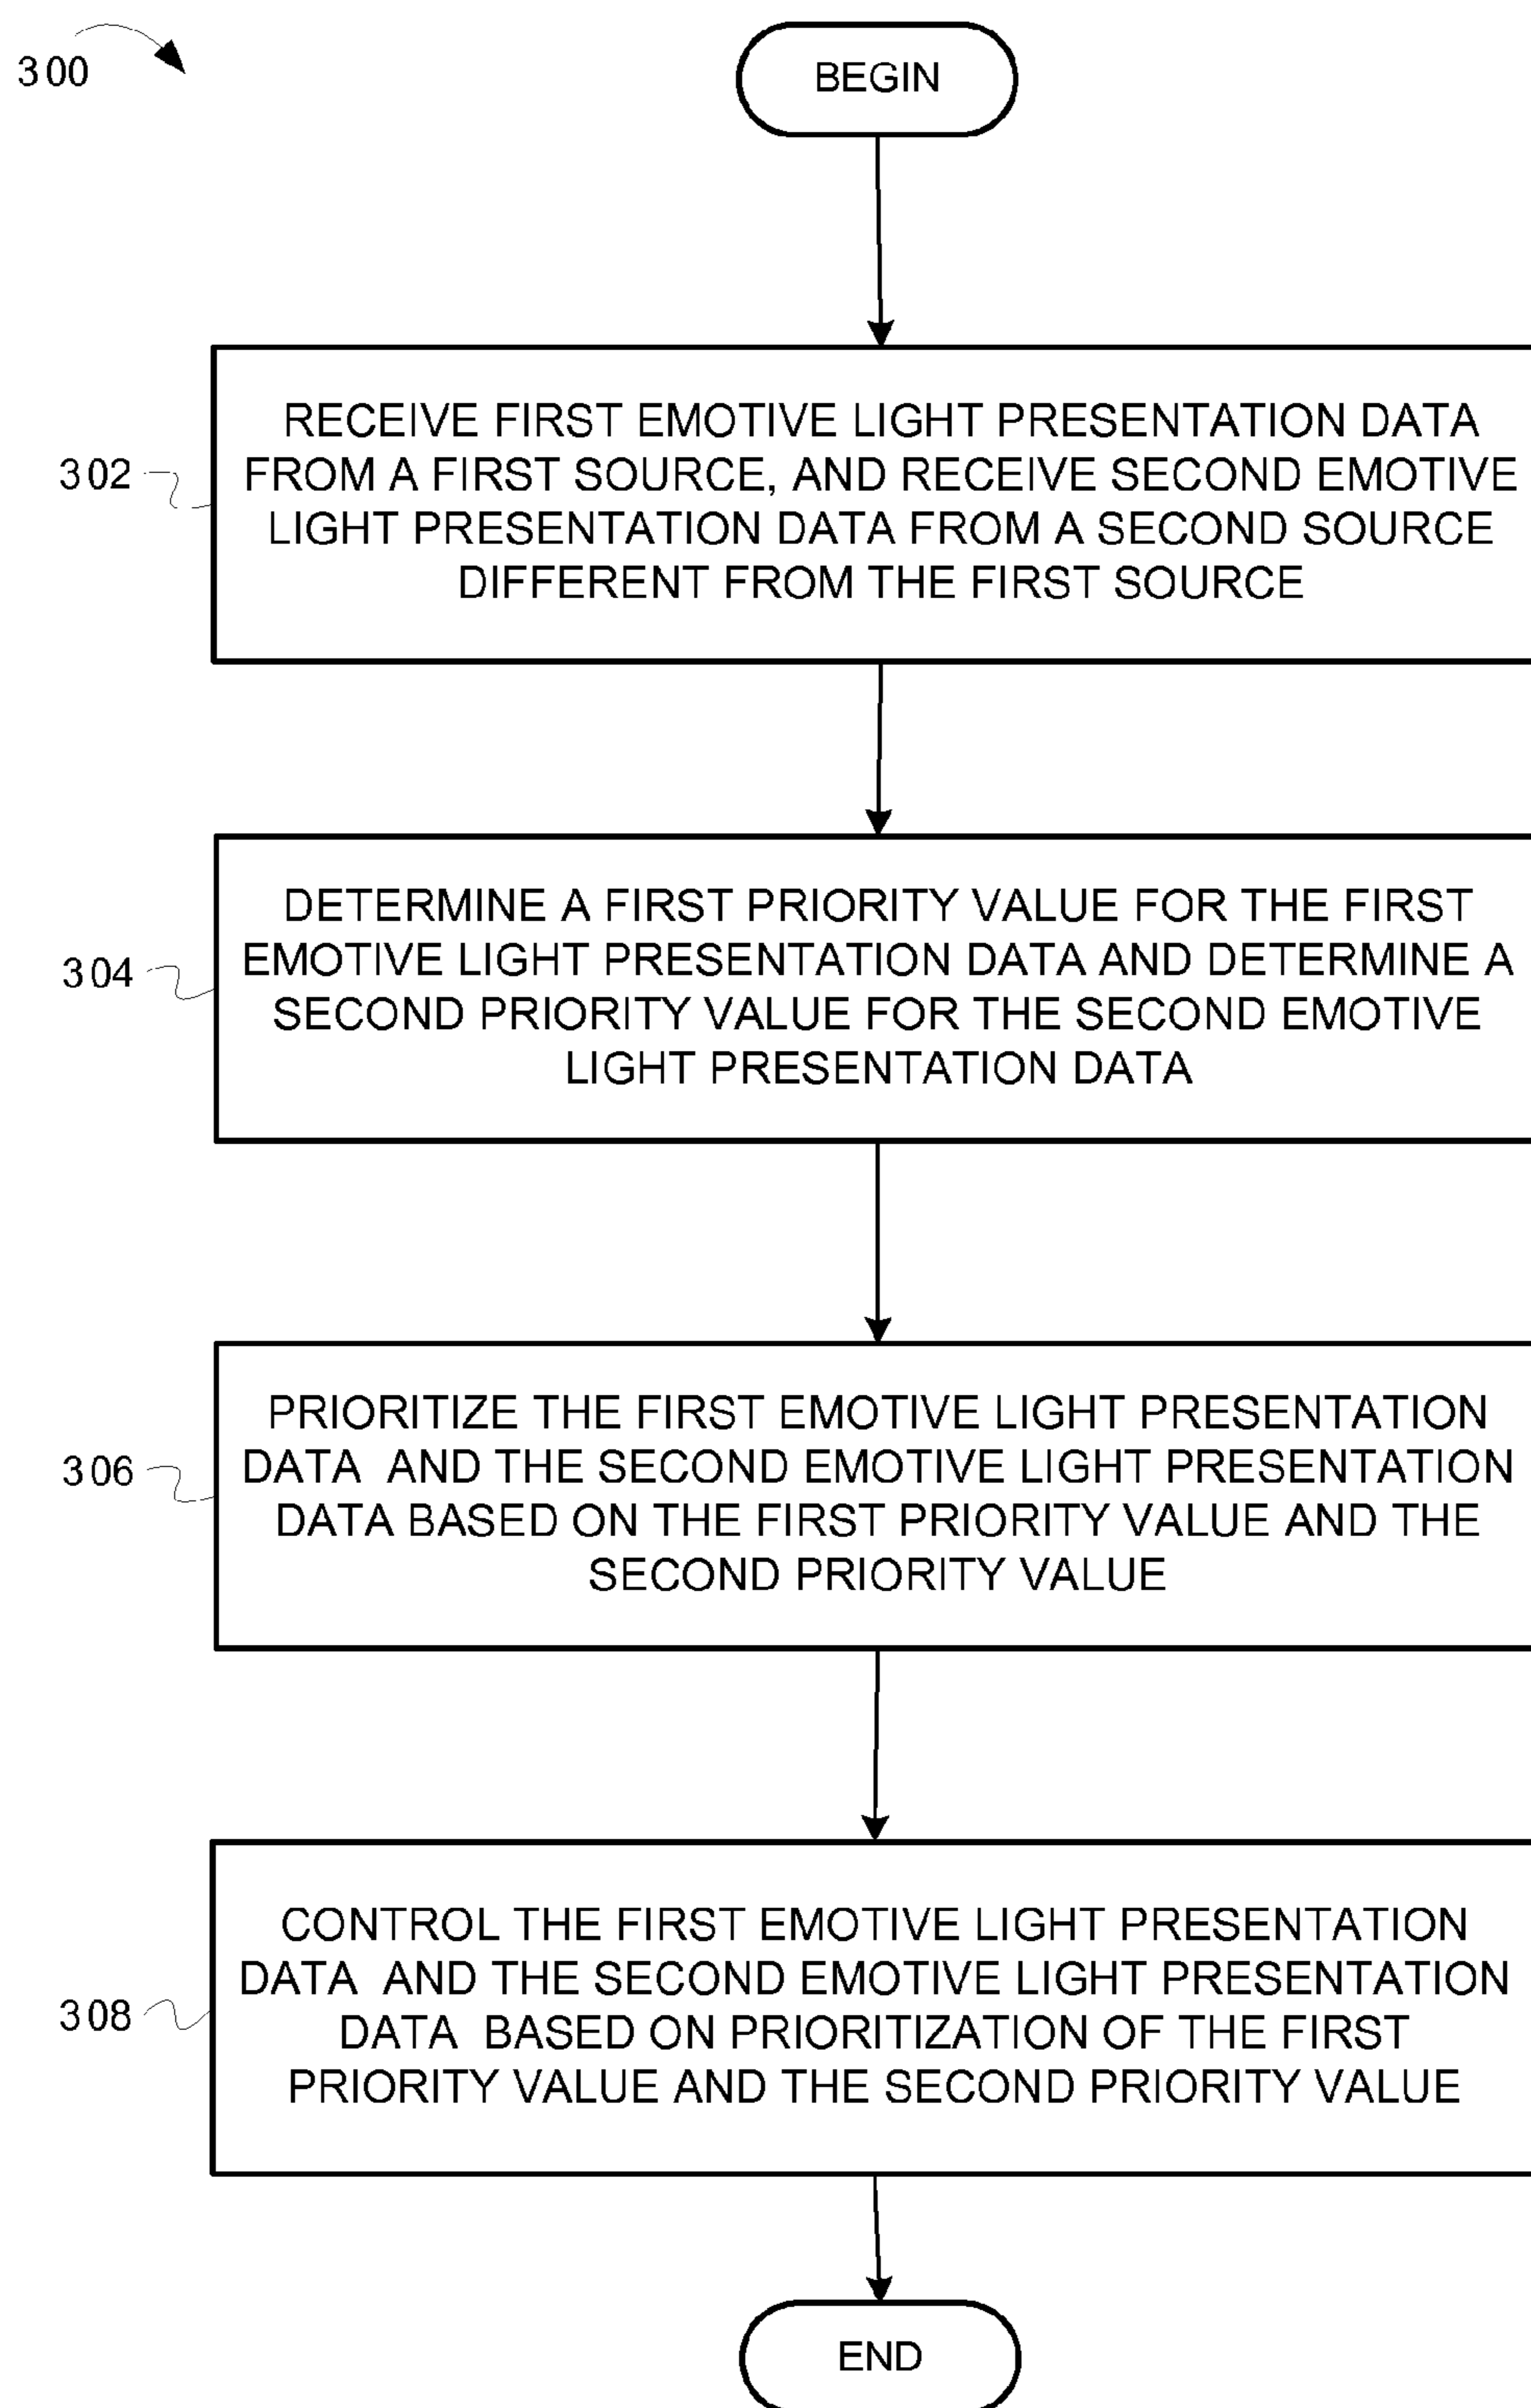 300
BEGIN
302
RECEIVE FIRST EMOTIVE LIGHT PRESENTATION DATA
FROM A FIRST SOURCE, AND RECEIVE SECOND EMOTIVE
LIGHT PRESENTATION DATA FROM A SECOND SOURCE
DIFFERENT FROM THE FIRST SOURCE
304
DETERMINE A FIRST PRIORITY VALUE FOR THE FIRST
EMOTIVE LIGHT PRESENTATION DATA AND DETERMINE A
SECOND PRIORITY VALUE FOR THE SECOND EMOTIVE
LIGHT PRESENTATION DATA
306
PRIORITIZE THE FIRST EMOTIVE LIGHT PRESENTATION
DATA AND THE SECOND EMOTIVE LIGHT PRESENTATION
DATA BASED ON THE FIRST PRIORITY VALUE AND THE
SECOND PRIORITY VALUE
308
CONTROL THE FIRST EMOTIVE LIGHT PRESENTATION
DATA AND THE SECOND EMOTIVE LIGHT PRESENTATION
DATA BASED ON PRIORITIZATION OF THE FIRST
PRIORITY VALUE AND THE SECOND PRIORITY VALUE
END